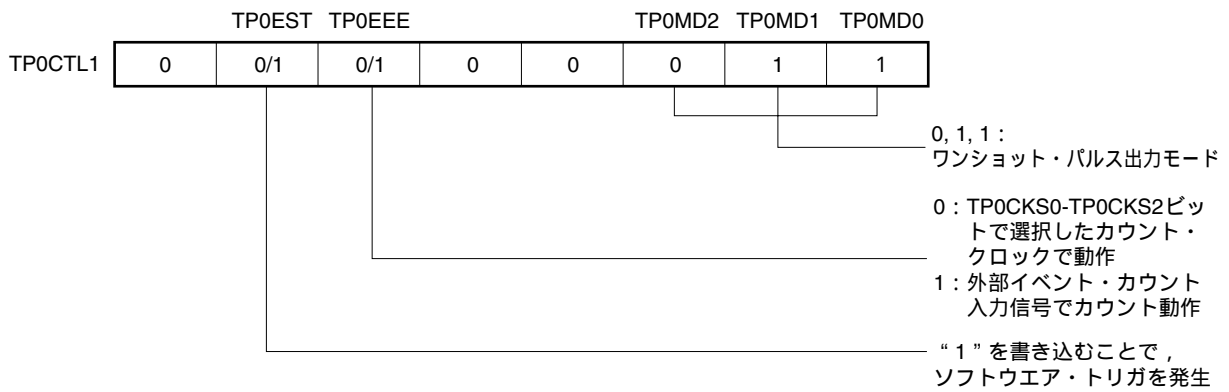 TP0EST TP0EEE TP0MD2 TP0MD1 TP0MD0
TP0CTL1 0 0/1 0/1 0 0 0 1 1
0, 1, 1：
ワンショット・パルス出力モード
0：TP0CKS0-TP0CKS2ビッ
トで選択したカウント・
クロックで動作
1：外部イベント・カウント
入力信号でカウント動作
“1”を書き込むことで，
ソフトウエア・トリガを発生